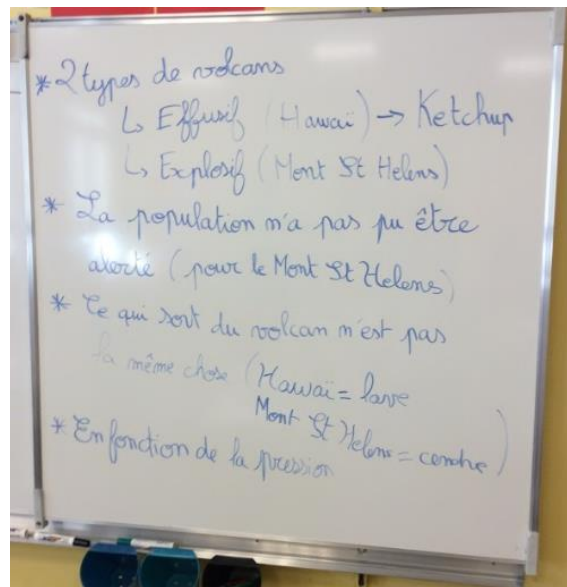 * 2 types de volcans
↳ Effusif (Hawaï) → Ketchup
↳ Explosif (Mont St Helens)
* La population n'a pas pu être
alerté (pour le Mont St Helens)
* Ce qui sort du volcan n'est pas
la même chose (Hawaï = lave
Mont St Helens = cendre)
* En fonction de la pression